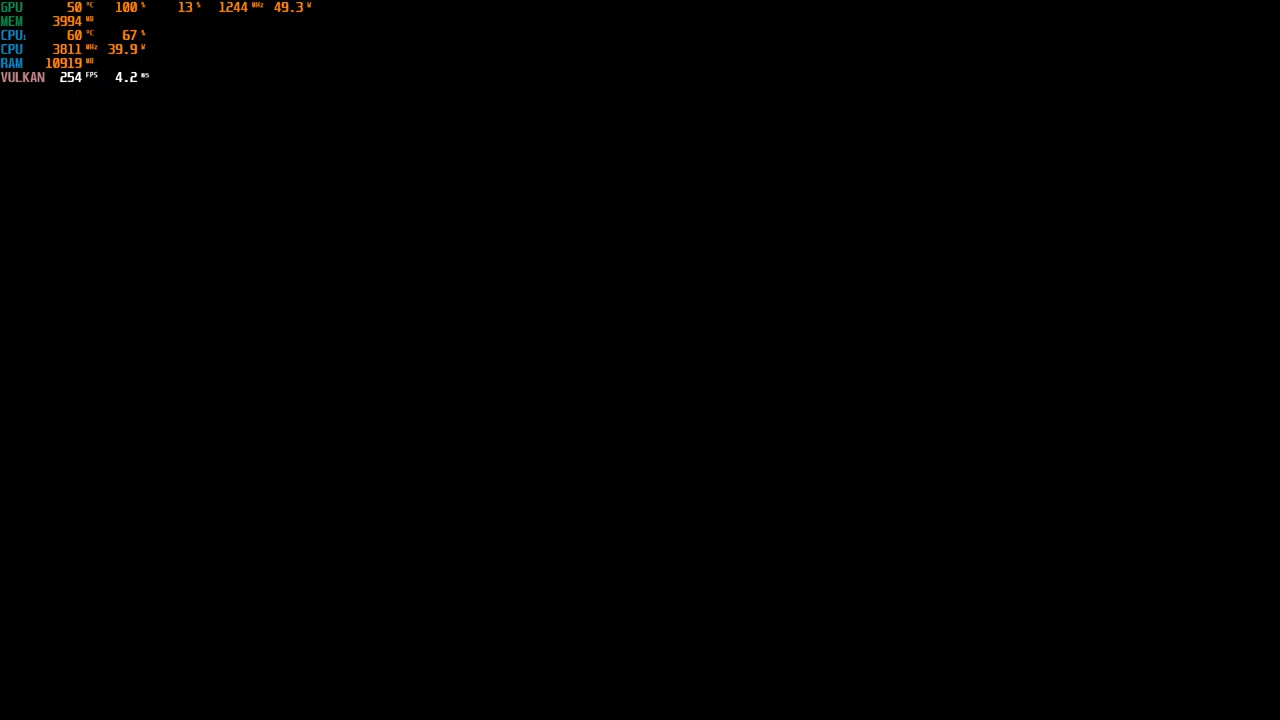 GPU 50 °C 100 % 13 % 1244 MHz 49.3 W
MEM 3994 MB
CPU1 60 °C 67 %
CPU 3811 MHz 39.9 W
RAM 10919 MB
VULKAN 254 FPS 4.2 ms